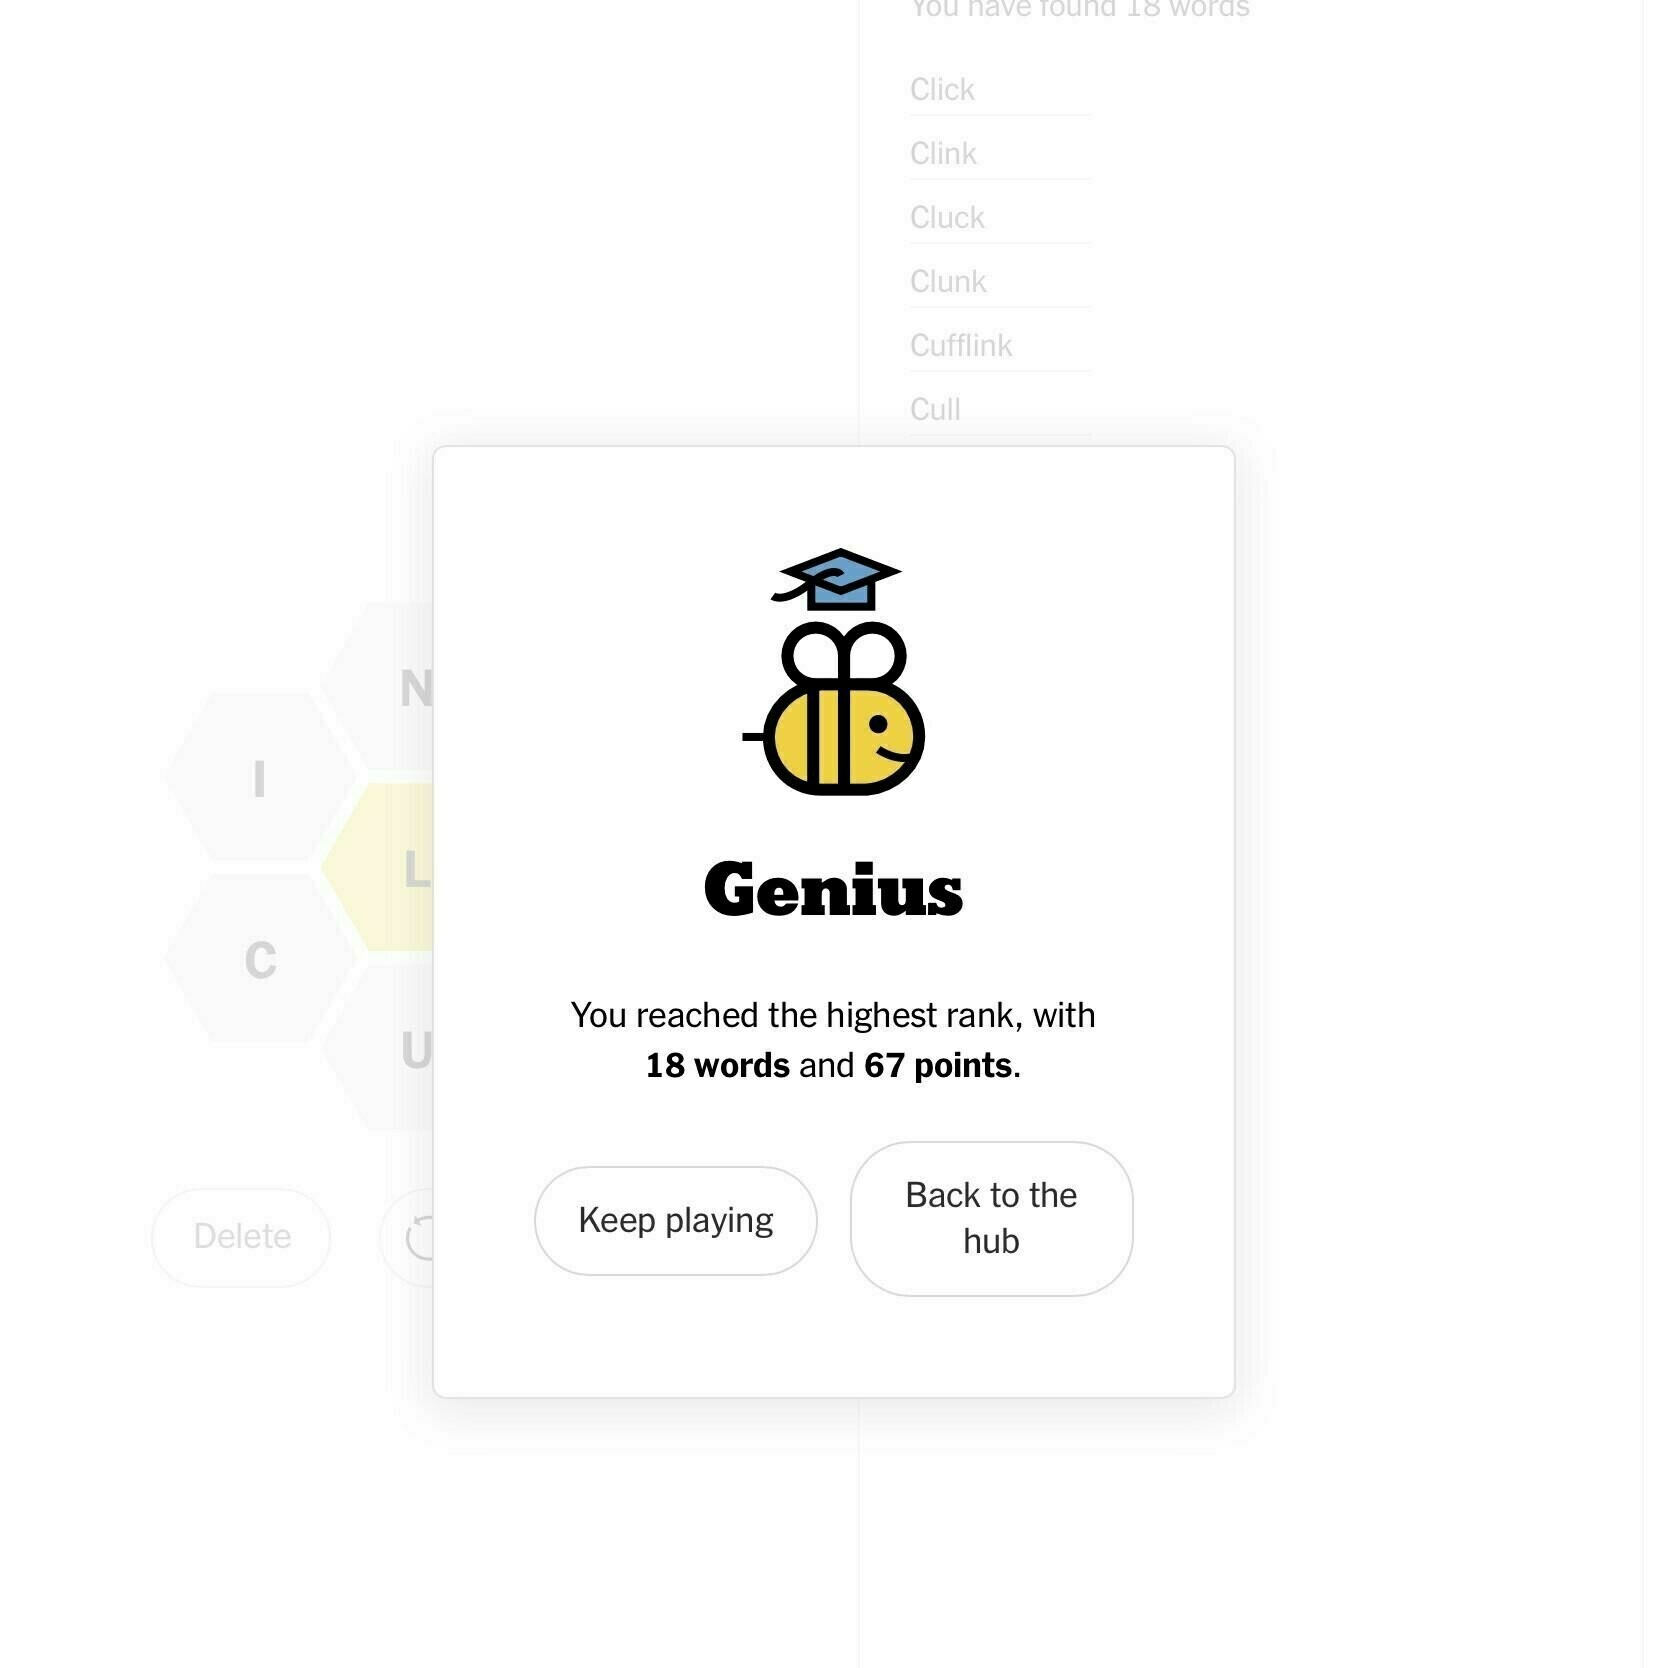 You have found 18 words
Click
Clink
Cluck
Clunk
Cufflink
Cull
N
I
L
C
U
Delete
Genius
You reached the highest rank, with
18 words and 67 points.
Keep playing
Back to the
hub